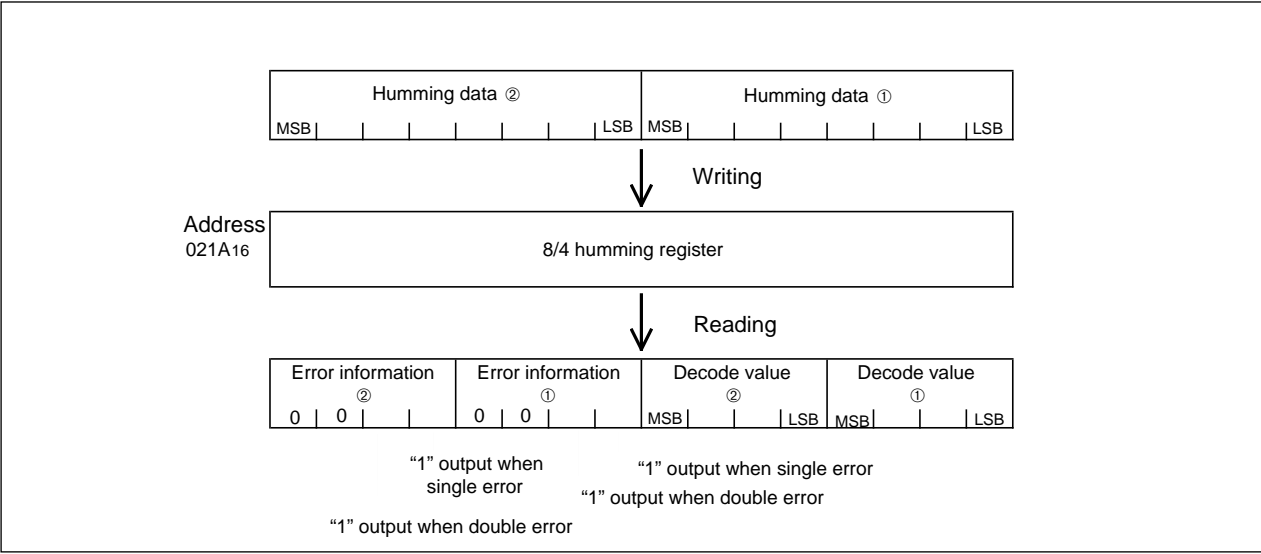 Humming data ②
Humming data ①
MSB LSB MSB LSB
Writing
Address
021A16
8/4 humming register
Reading
Error information Error information Decode value Decode value
② ① ② ①
0 0 0 0 MSB LSB MSB LSB
“1” output when
single error
“1” output when single error
“1” output when double error
“1” output when double error